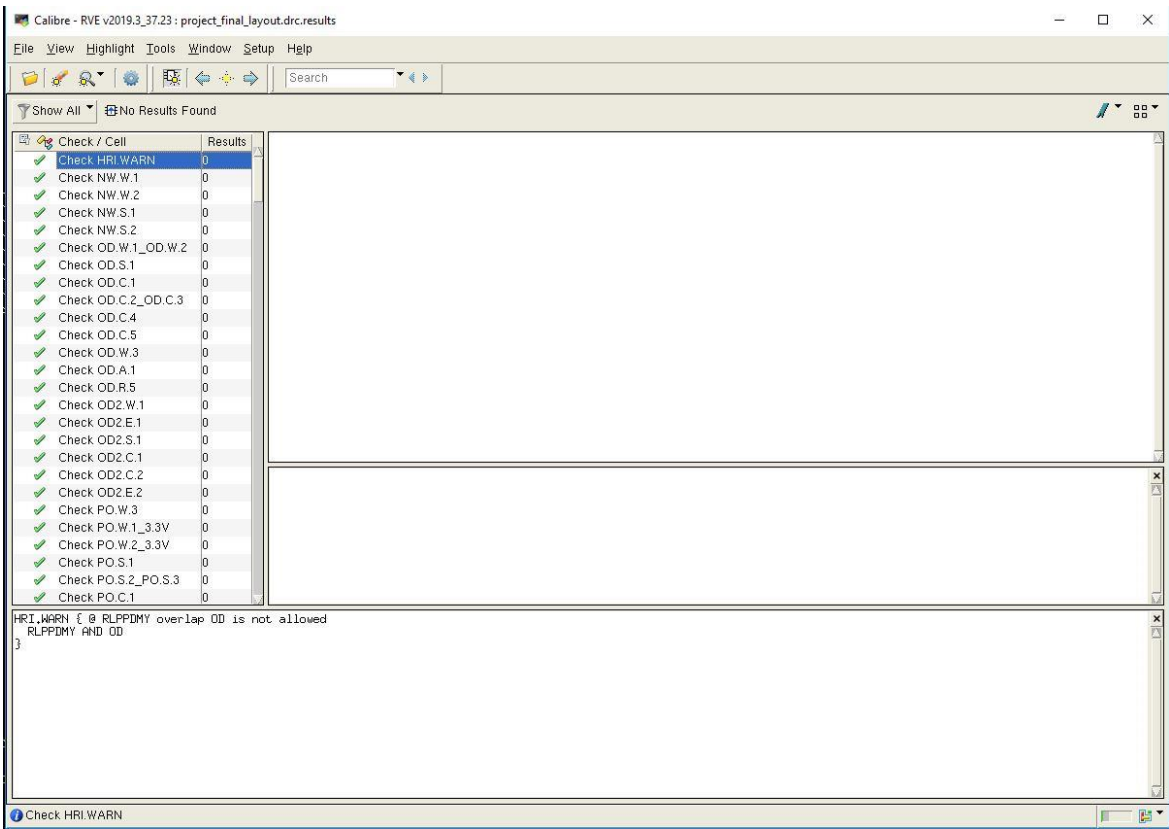 Calibre - RVE v2019.3_37.23 : project_final_layout.drc.results
File View Highlight Tools Window Setup Help
Search
Show All No Results Found
Check / Cell Results
Check HRI.WARN 0
Check NW.W.1 0
Check NW.W.2 0
Check NW.S.1 0
Check NW.S.2 0
Check OD.W.1_OD.W.2 0
Check OD.S.1 0
Check OD.C.1 0
Check OD.C.2_OD.C.3 0
Check OD.C.4 0
Check OD.C.5 0
Check OD.W.3 0
Check OD.A.1 0
Check OD.R.5 0
Check OD2.W.1 0
Check OD2.E.1 0
Check OD2.S.1 0
Check OD2.C.1 0
Check OD2.C.2 0
Check OD2.E.2 0
Check PO.W.3 0
Check PO.W.1_3.3V 0
Check PO.W.2_3.3V 0
Check PO.S.1 0
Check PO.S.2_PO.S.3 0
Check PO.C.1 0
HRI.WARN { @ RLPPDMY overlap OD is not allowed
RLPPDMY AND OD
}
Check HRI.WARN